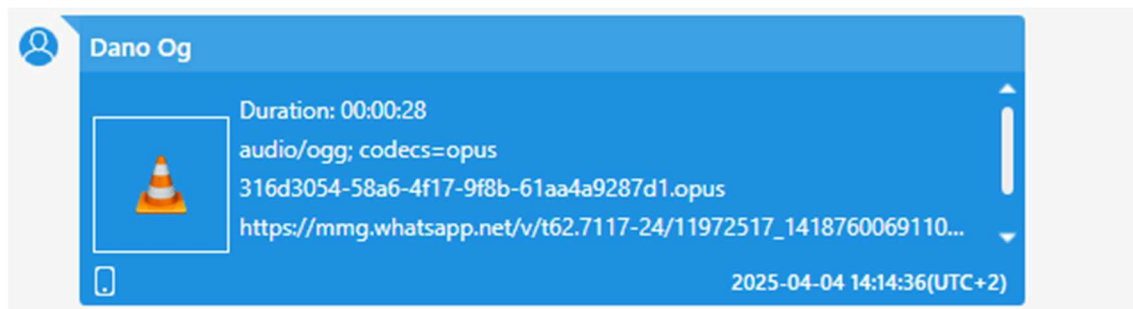 Dano Og
Duration: 00:00:28
audio/ogg; codecs=opus
316d3054-58a6-4f17-9f8b-61aa4a9287d1.opus
https://mmg.whatsapp.net/v/t62.7117-24/11972517_1418760069110...
2025-04-04 14:14:36(UTC+2)